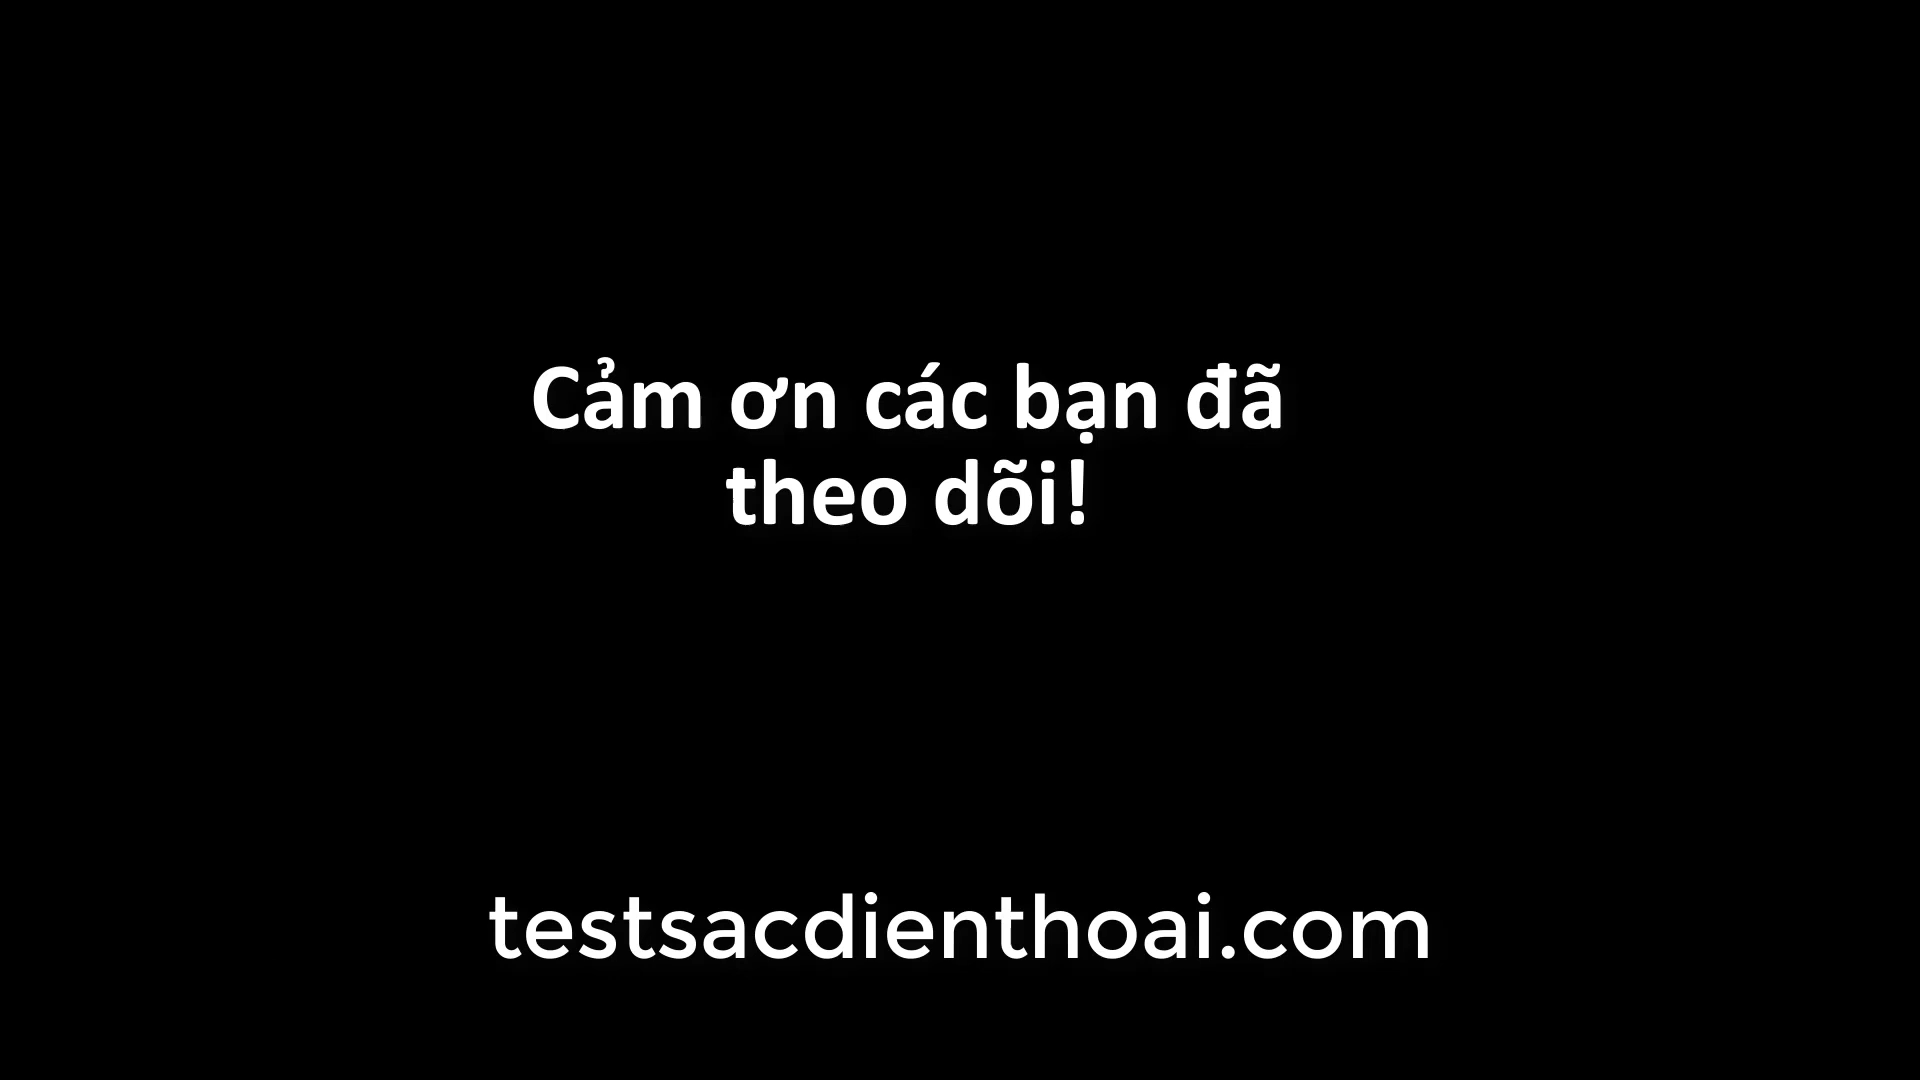 Cảm ơn các bạn đã
theo dõi!
testsacdienthoai.com